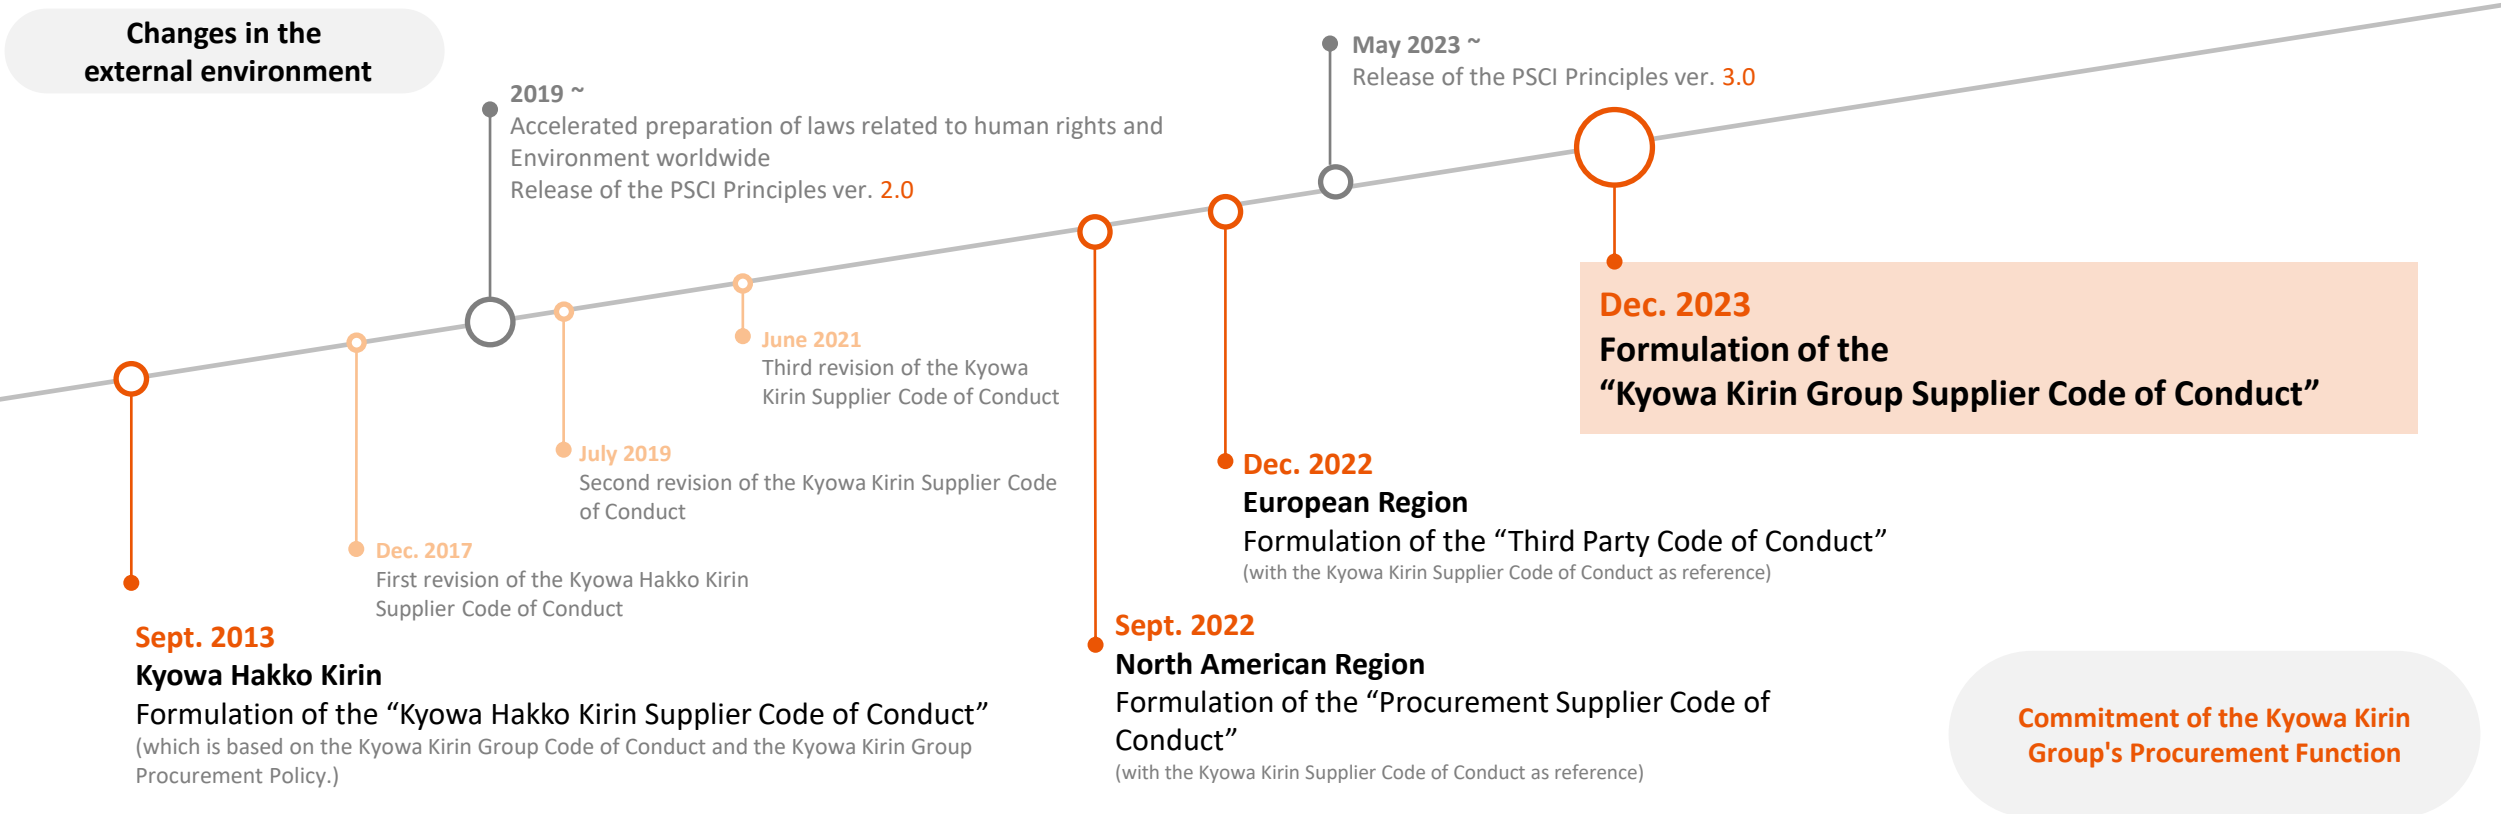 Changes in the
external environment
2019 ~
Accelerated preparation of laws related to human rights and
Environment worldwide
Release of the PSCI Principles ver. 2.0
May 2023 ~
Release of the PSCI Principles ver. 3.0
Sept. 2013
Kyowa Hakko Kirin
Formulation of the “Kyowa Hakko Kirin Supplier Code of Conduct”
(which is based on the Kyowa Kirin Group Code of Conduct and the Kyowa Kirin Group
Procurement Policy.)
Dec. 2017
First revision of the Kyowa Hakko Kirin
Supplier Code of Conduct
July 2019
Second revision of the Kyowa Kirin Supplier Code
of Conduct
June 2021
Third revision of the Kyowa
Kirin Supplier Code of Conduct
Sept. 2022
North American Region
Formulation of the “Procurement Supplier Code of
Conduct”
(with the Kyowa Kirin Supplier Code of Conduct as reference)
Dec. 2022
European Region
Formulation of the “Third Party Code of Conduct”
(with the Kyowa Kirin Supplier Code of Conduct as reference)
Dec. 2023
Formulation of the
“Kyowa Kirin Group Supplier Code of Conduct”
Commitment of the Kyowa Kirin
Group's Procurement Function